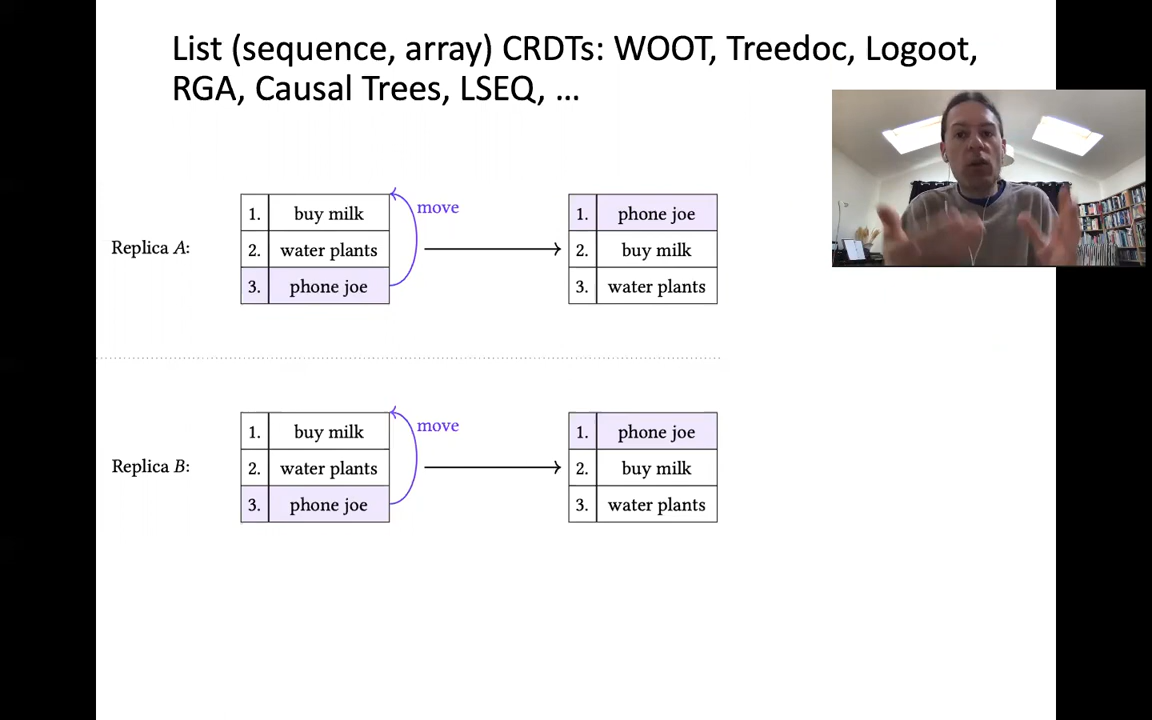 List (sequence, array) CRDTs: WOOT, Treedoc, Logoot,
RGA, Causal Trees, LSEQ, …
Replica A:
1. buy milk
2. water plants
3. phone joe
move
1. phone joe
2. buy milk
3. water plants
Replica B:
1. buy milk
2. water plants
3. phone joe
move
1. phone joe
2. buy milk
3. water plants